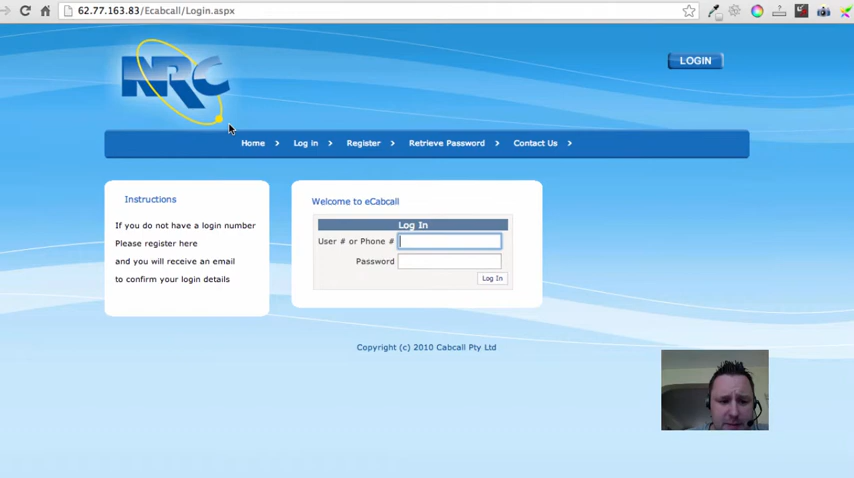 62.77.163.83/Ecabcall/Login.aspx
NRC
LOGIN
Home
Log in
Register
Retrieve Password
Contact Us
Instructions
If you do not have a login number
Please register here
and you will receive an email
to confirm your login details
Welcome to eCabcall
Log In
User # or Phone #
Password
Log In
Copyright (c) 2010 Cabcall Pty Ltd